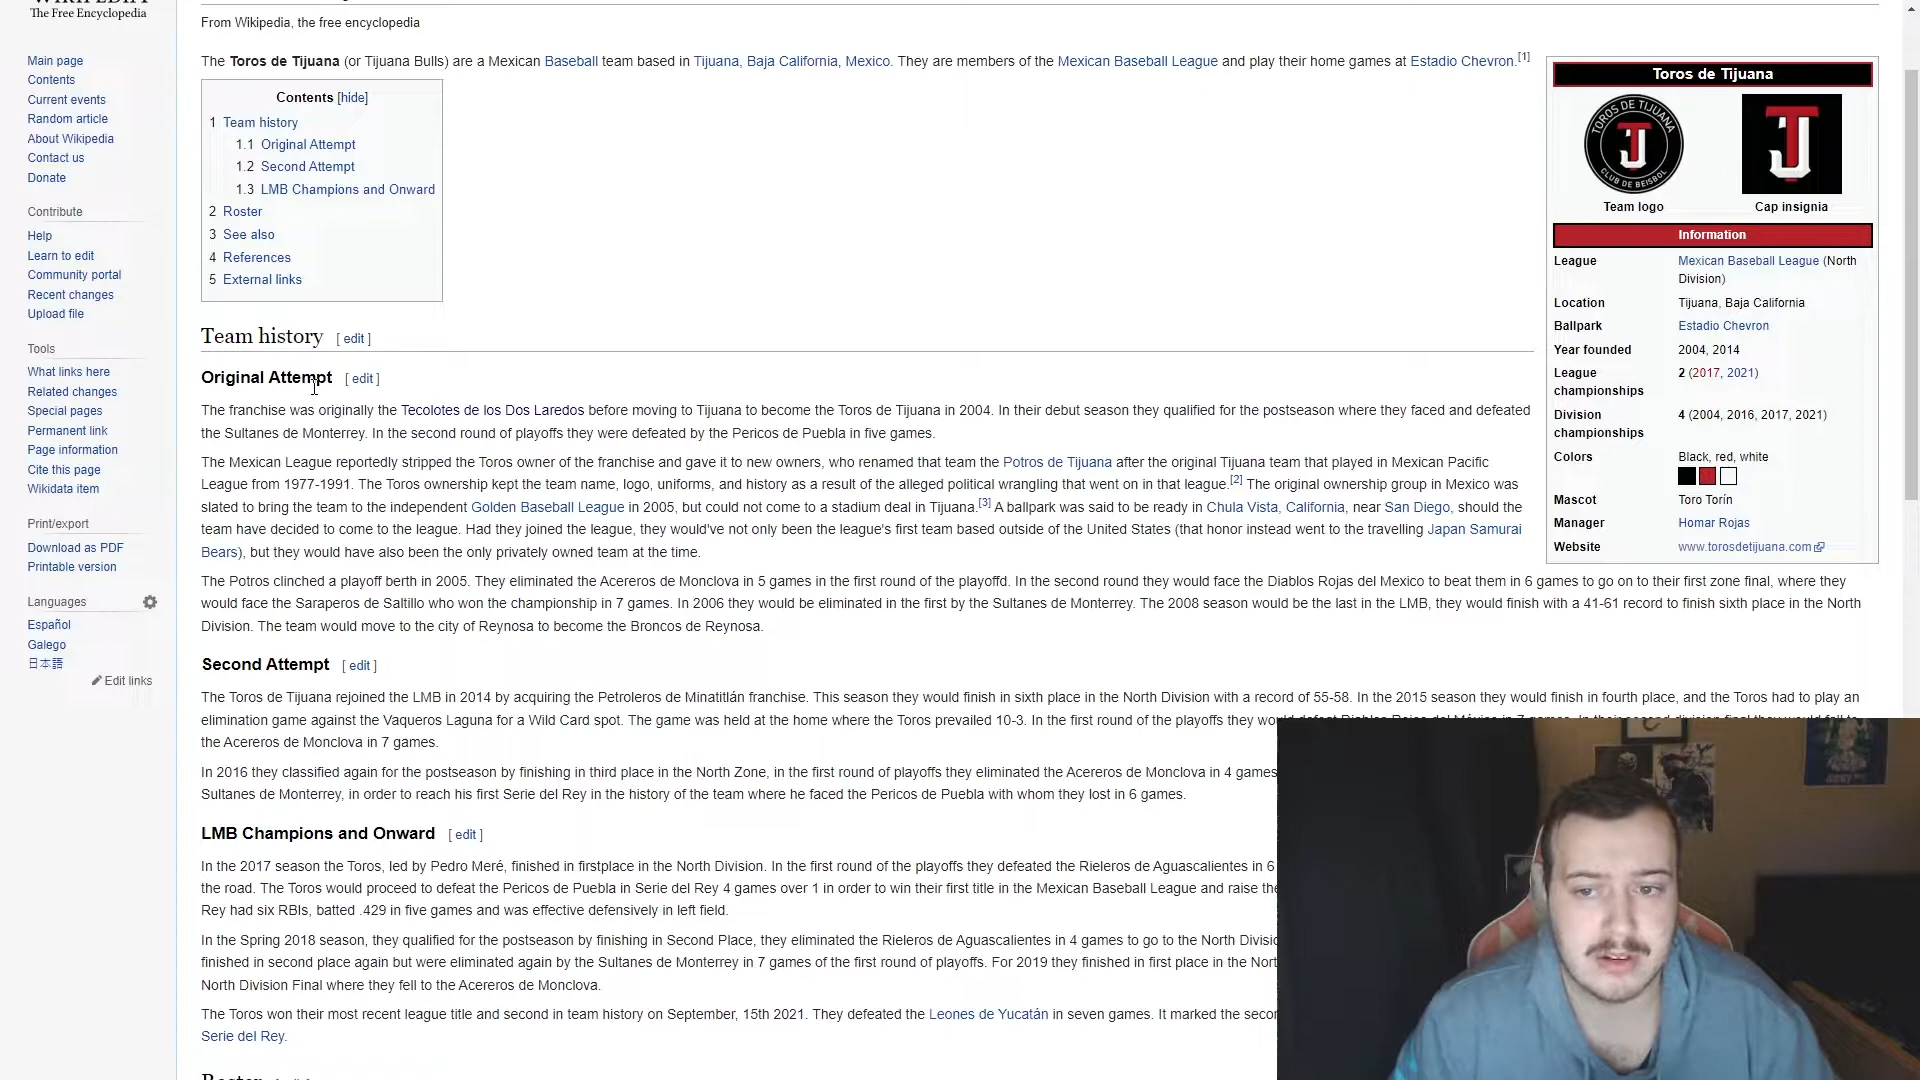 WIKIPEDIA
The Free Encyclopedia
Main page
Contents
Current events
Random article
About Wikipedia
Contact us
Donate
Contribute
Help
Learn to edit
Community portal
Recent changes
Upload file
Tools
What links here
Related changes
Special pages
Permanent link
Page information
Cite this page
Wikidata item
Print/export
Download as PDF
Printable version
Languages
Español
Galego
日本語
Edit links
From Wikipedia, the free encyclopedia
The Toros de Tijuana (or Tijuana Bulls) are a Mexican Baseball team based in Tijuana, Baja California, Mexico. They are members of the Mexican Baseball League and play their home games at Estadio Chevron.[1]
Contents [hide]
1 Team history
1.1 Original Attempt
1.2 Second Attempt
1.3 LMB Champions and Onward
2 Roster
3 See also
4 References
5 External links
Team history [ edit ]
Original Attempt [ edit ]
The franchise was originally the Tecolotes de los Dos Laredos before moving to Tijuana to become the Toros de Tijuana in 2004. In their debut season they qualified for the postseason where they faced and defeated
the Sultanes de Monterrey. In the second round of playoffs they were defeated by the Pericos de Puebla in five games.
The Mexican League reportedly stripped the Toros owner of the franchise and gave it to new owners, who renamed that team the Potros de Tijuana after the original Tijuana team that played in Mexican Pacific
League from 1977-1991. The Toros ownership kept the team name, logo, uniforms, and history as a result of the alleged political wrangling that went on in that league.[2] The original ownership group in Mexico was
slated to bring the team to the independent Golden Baseball League in 2005, but could not come to a stadium deal in Tijuana.[3] A ballpark was said to be ready in Chula Vista, California, near San Diego, should the
team have decided to come to the league. Had they joined the league, they would've not only been the league's first team based outside of the United States (that honor instead went to the travelling Japan Samurai
Bears), but they would have also been the only privately owned team at the time.
The Potros clinched a playoff berth in 2005. They eliminated the Acereros de Monclova in 5 games in the first round of the playoffd. In the second round they would face the Diablos Rojas del Mexico to beat them in 6 games to go on to their first zone final, where they
would face the Saraperos de Saltillo who won the championship in 7 games. In 2006 they would be eliminated in the first by the Sultanes de Monterrey. The 2008 season would be the last in the LMB, they would finish with a 41-61 record to finish sixth place in the North
Division. The team would move to the city of Reynosa to become the Broncos de Reynosa.
Second Attempt [ edit ]
The Toros de Tijuana rejoined the LMB in 2014 by acquiring the Petroleros de Minatitlán franchise. This season they would finish in sixth place in the North Division with a record of 55-58. In the 2015 season they would finish in fourth place, and the Toros had to play an
elimination game against the Vaqueros Laguna for a Wild Card spot. The game was held at the home where the Toros prevailed 10-3. In the first round of the playoffs they would defeat Diablos Rojos del México in 7 games. In their second division final they would fall to
the Acereros de Monclova in 7 games.
In 2016 they classified again for the postseason by finishing in third place in the North Zone, in the first round of playoffs they eliminated the Acereros de Monclova in 4 games
Sultanes de Monterrey, in order to reach his first Serie del Rey in the history of the team where he faced the Pericos de Puebla with whom they lost in 6 games.
LMB Champions and Onward [ edit ]
In the 2017 season the Toros, led by Pedro Meré, finished in firstplace in the North Division. In the first round of the playoffs they defeated the Rieleros de Aguascalientes in 6
the road. The Toros would proceed to defeat the Pericos de Puebla in Serie del Rey 4 games over 1 in order to win their first title in the Mexican Baseball League and raise the
Rey had six RBIs, batted .429 in five games and was effective defensively in left field.
In the Spring 2018 season, they qualified for the postseason by finishing in Second Place, they eliminated the Rieleros de Aguascalientes in 4 games to go to the North Divisio
finished in second place again but were eliminated again by the Sultanes de Monterrey in 7 games of the first round of playoffs. For 2019 they finished in first place in the Nort
North Division Final where they fell to the Acereros de Monclova.
The Toros won their most recent league title and second in team history on September, 15th 2021. They defeated the Leones de Yucatán in seven games. It marked the secon
Serie del Rey.
Roster
Toros de Tijuana
TOROS DE TIJUANA
CLUB DE BEISBOL
Team logo
Cap insignia
Information
League Mexican Baseball League (North
Division)
Location Tijuana, Baja California
Ballpark Estadio Chevron
Year founded 2004, 2014
League 2 (2017, 2021)
championships
Division 4 (2004, 2016, 2017, 2021)
championships
Colors Black, red, white
Mascot Toro Torín
Manager Homar Rojas
Website www.torosdetijuana.com